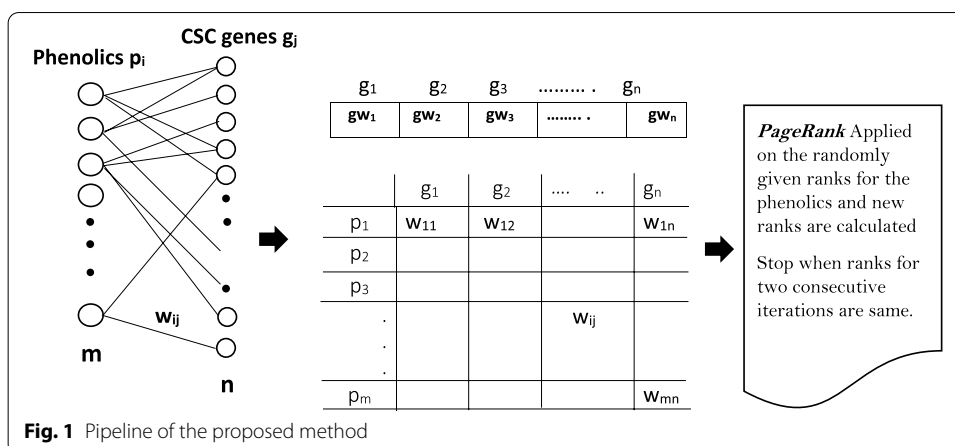 CSC genes gj
Phenolics pi
wij
m
n
g1 g2 g3 ......... . gn
gw1 gw2 gw3 ........ . gwn
g1 g2 .... .. gn
p1 w11 w12 w1n
p2
p3
. wij
.
.
pm wmn
PageRank Applied
on the randomly
given ranks for the
phenolics and new
ranks are calculated
Stop when ranks for
two consecutive
iterations are same.
Fig. 1 Pipeline of the proposed method